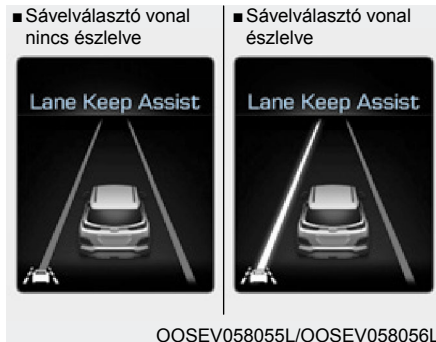 ■ Sávelválasztó vonal
nincs észlelve
■ Sávelválasztó vonal
észlelve
Lane Keep Assist
Lane Keep Assist
OOSEV058055L/OOSEV058056L